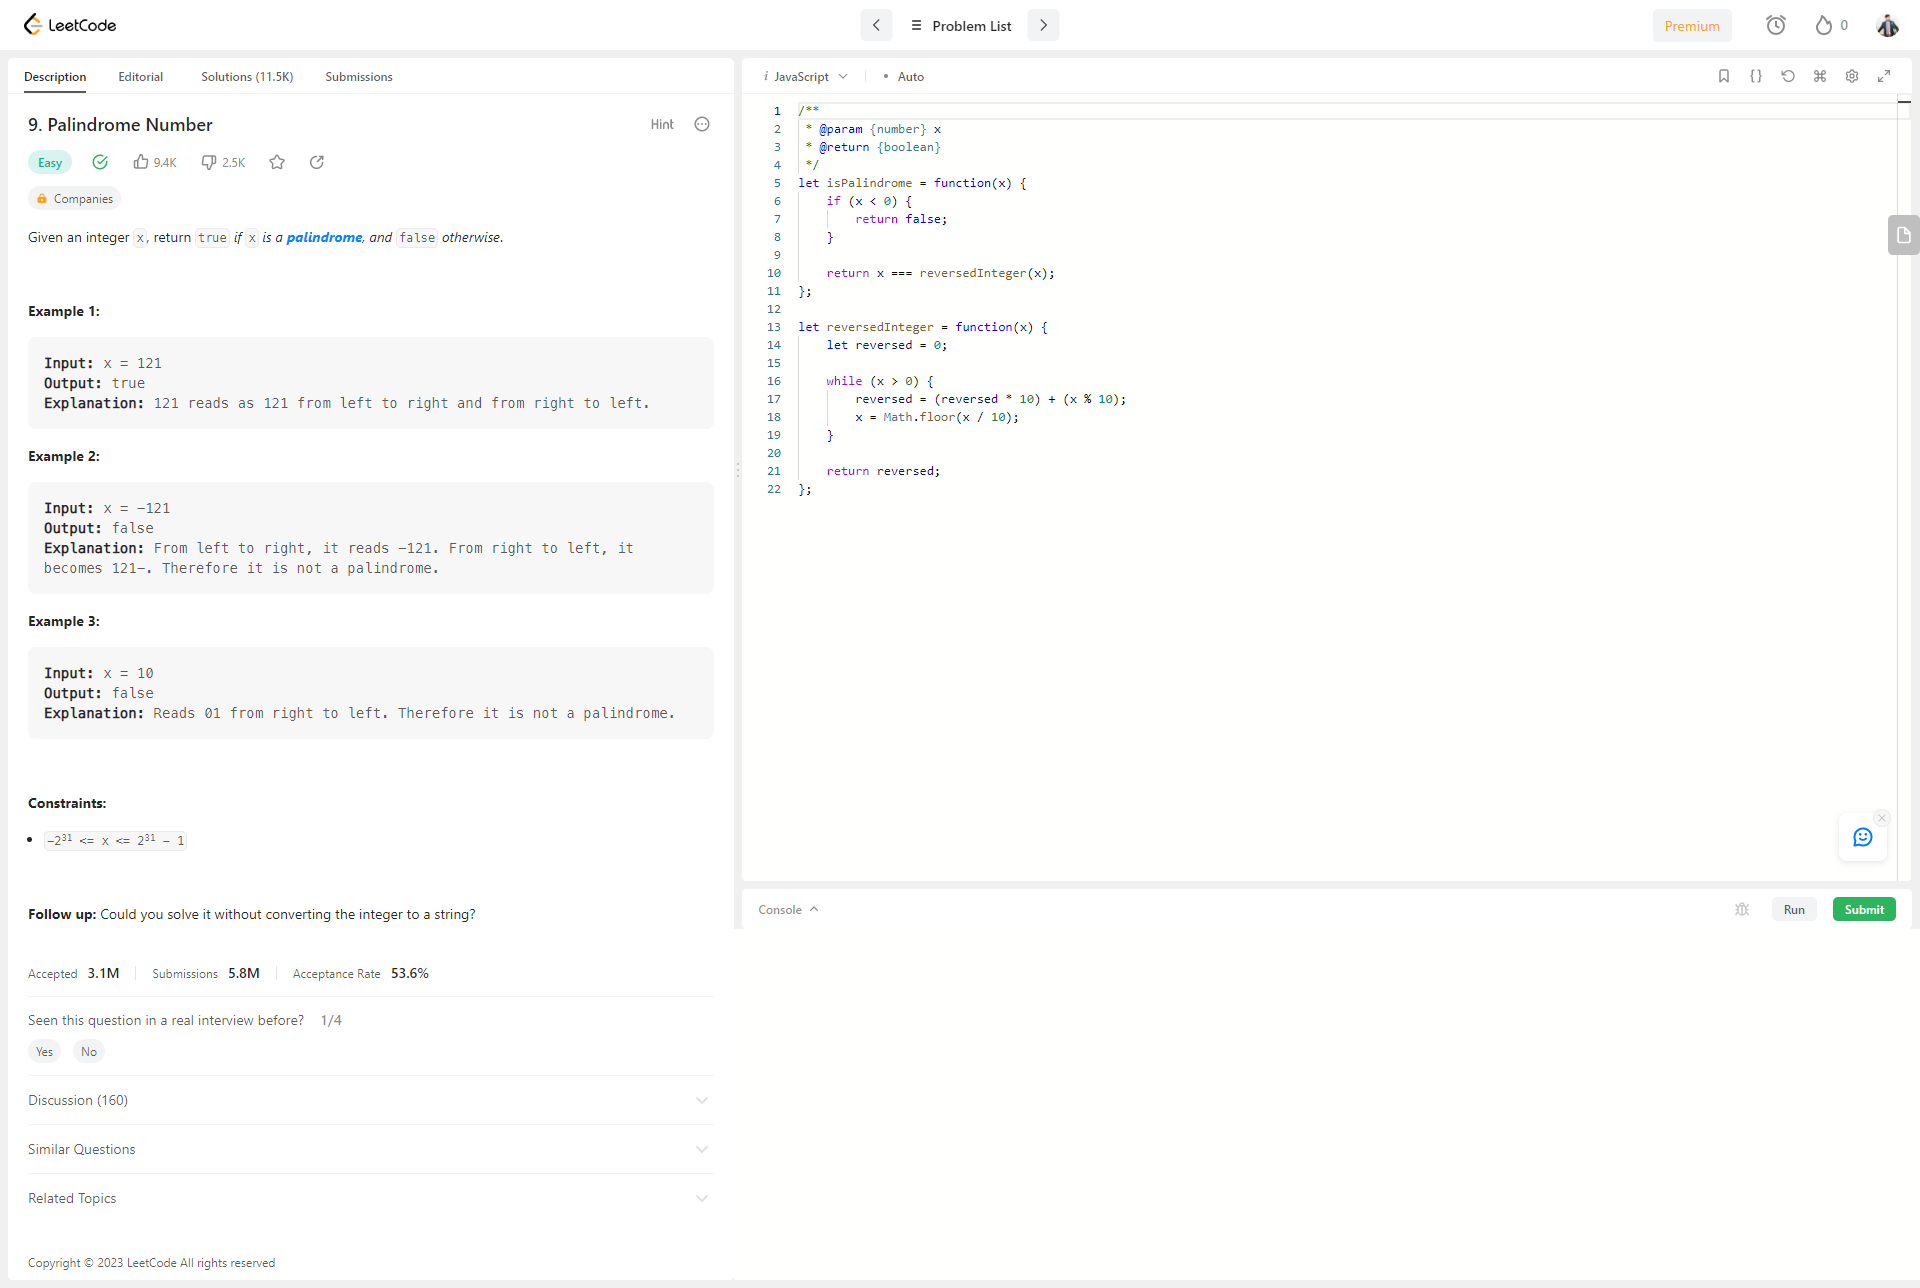 LeetCode
Problem List
Premium
0
Description Editorial Solutions (11.5K) Submissions
9. Palindrome Number
Hint
Easy 9.4K 2.5K
Companies
Given an integer x, return true if x is a palindrome, and false otherwise.
Example 1:
Input: x = 121
Output: true
Explanation: 121 reads as 121 from left to right and from right to left.
Example 2:
Input: x = -121
Output: false
Explanation: From left to right, it reads -121. From right to left, it
becomes 121-. Therefore it is not a palindrome.
Example 3:
Input: x = 10
Output: false
Explanation: Reads 01 from right to left. Therefore it is not a palindrome.
Constraints:
-2³¹ <= x <= 2³¹ - 1
Follow up: Could you solve it without converting the integer to a string?
Accepted 3.1M Submissions 5.8M Acceptance Rate 53.6%
Seen this question in a real interview before? 1/4
Yes No
Discussion (160)
Similar Questions
Related Topics
Copyright © 2023 LeetCode All rights reserved
i JavaScript • Auto
1 /**
2  * @param {number} x
3  * @return {boolean}
4  */
5 let isPalindrome = function(x) {
6     if (x < 0) {
7         return false;
8     }
9
10     return x === reversedInteger(x);
11 };
12
13 let reversedInteger = function(x) {
14     let reversed = 0;
15
16     while (x > 0) {
17         reversed = (reversed * 10) + (x % 10);
18         x = Math.floor(x / 10);
19     }
20
21     return reversed;
22 };
Console
Run
Submit